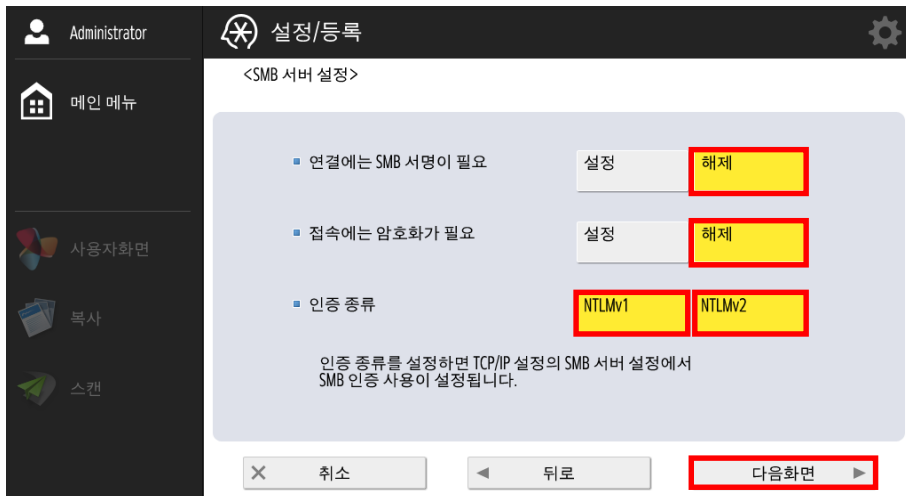 Administrator
설정/등록
<SMB 서버 설정>
메인 메뉴
연결에는 SMB 서명이 필요
설정
해제
접속에는 암호화가 필요
설정
해제
사용자화면
인증 종류
NTLMv1
NTLMv2
복사
인증 종류를 설정하면 TCP/IP 설정의 SMB 서버 설정에서
SMB 인증 사용이 설정됩니다.
스캔
취소
뒤로
다음화면